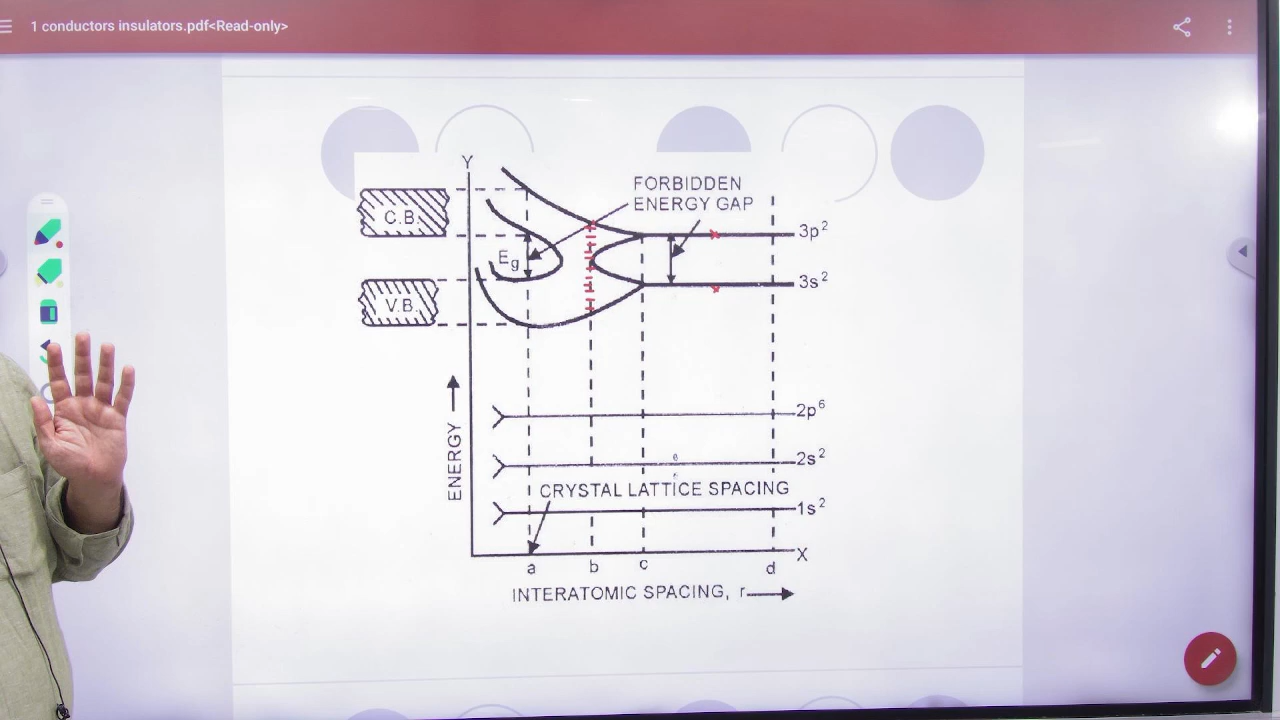 1 conductors insulators.pdf<Read-only>
Y
FORBIDDEN
ENERGY GAP
C.B.
3p²
Eg
3s²
V.B.
2p⁶
ENERGY
2s²
CRYSTAL LATTICE SPACING
1s²
X
a b c d
INTERATOMIC SPACING, r